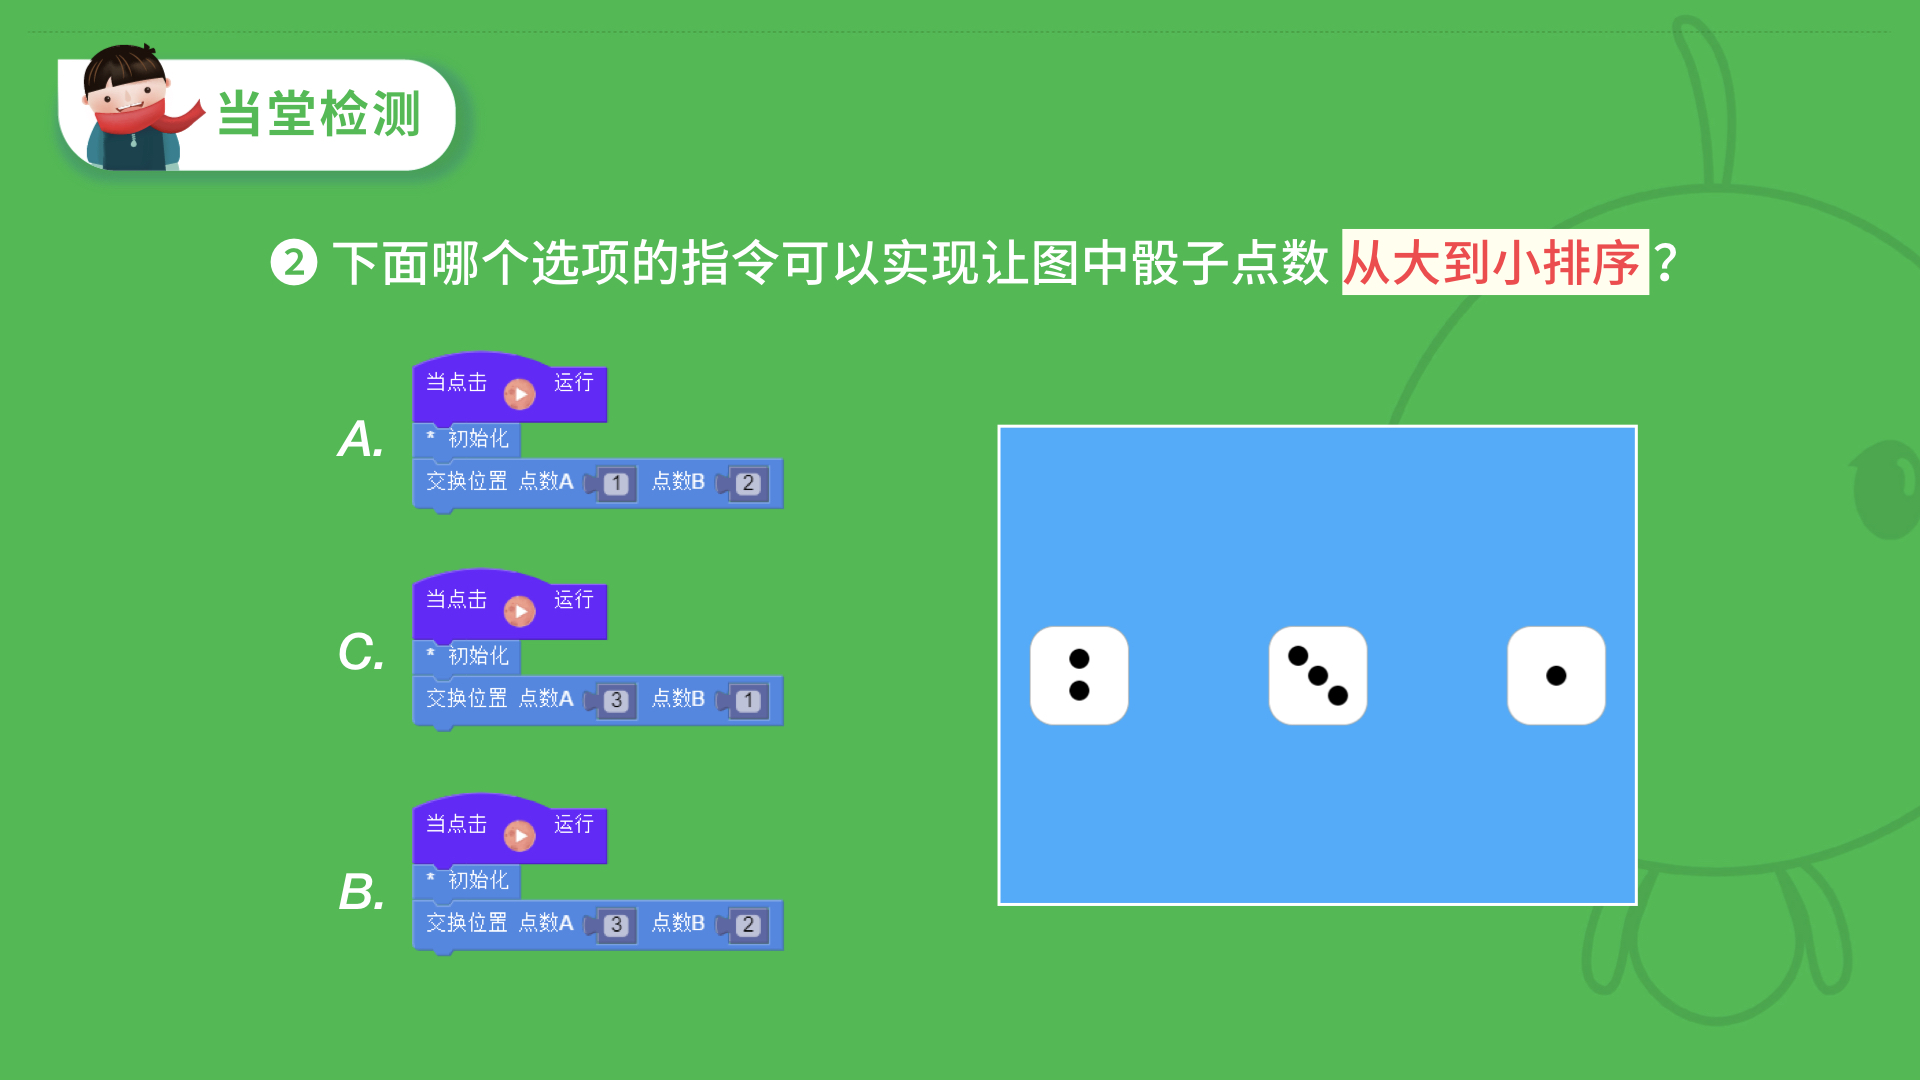 当堂检测
❷ 下面哪个选项的指令可以实现让图中骰子点数 从大到小排序？
A.
当点击 运行
* 初始化
交换位置 点数A 1 点数B 2
C.
当点击 运行
* 初始化
交换位置 点数A 3 点数B 1
B.
当点击 运行
* 初始化
交换位置 点数A 3 点数B 2